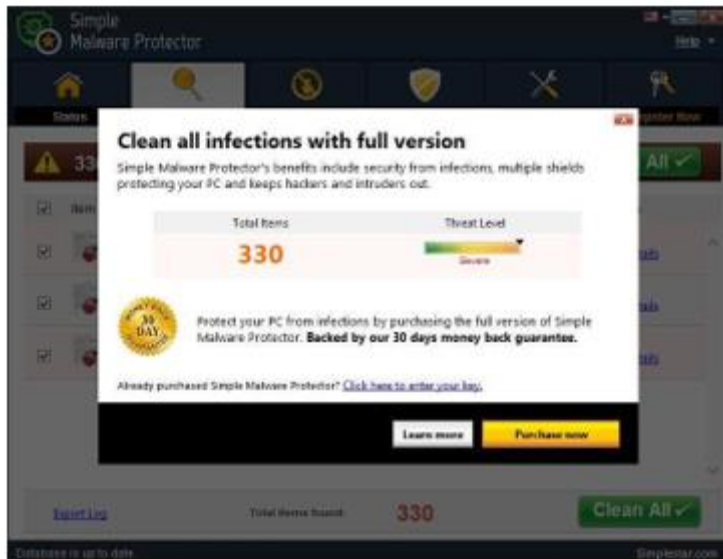 Simple
Malware Protector
Help
Status
Register Now
Clean all infections with full version
Simple Malware Protector's benefits include security from infections, multiple shields
protecting your PC and keeps hackers and intruders out.
33
All
Item
Total Items
Threat Level
330
Severe
MONEY BACK
30
DAY
GUARANTEE
Protect your PC from infections by purchasing the full version of Simple
Malware Protector. Backed by our 30 days money back guarantee.
Already purchased Simple Malware Protector? Click here to enter your key.
Learn more
Purchase now
Export Log
Total items found:
330
Clean All
Database is up to date
Simplestar.com